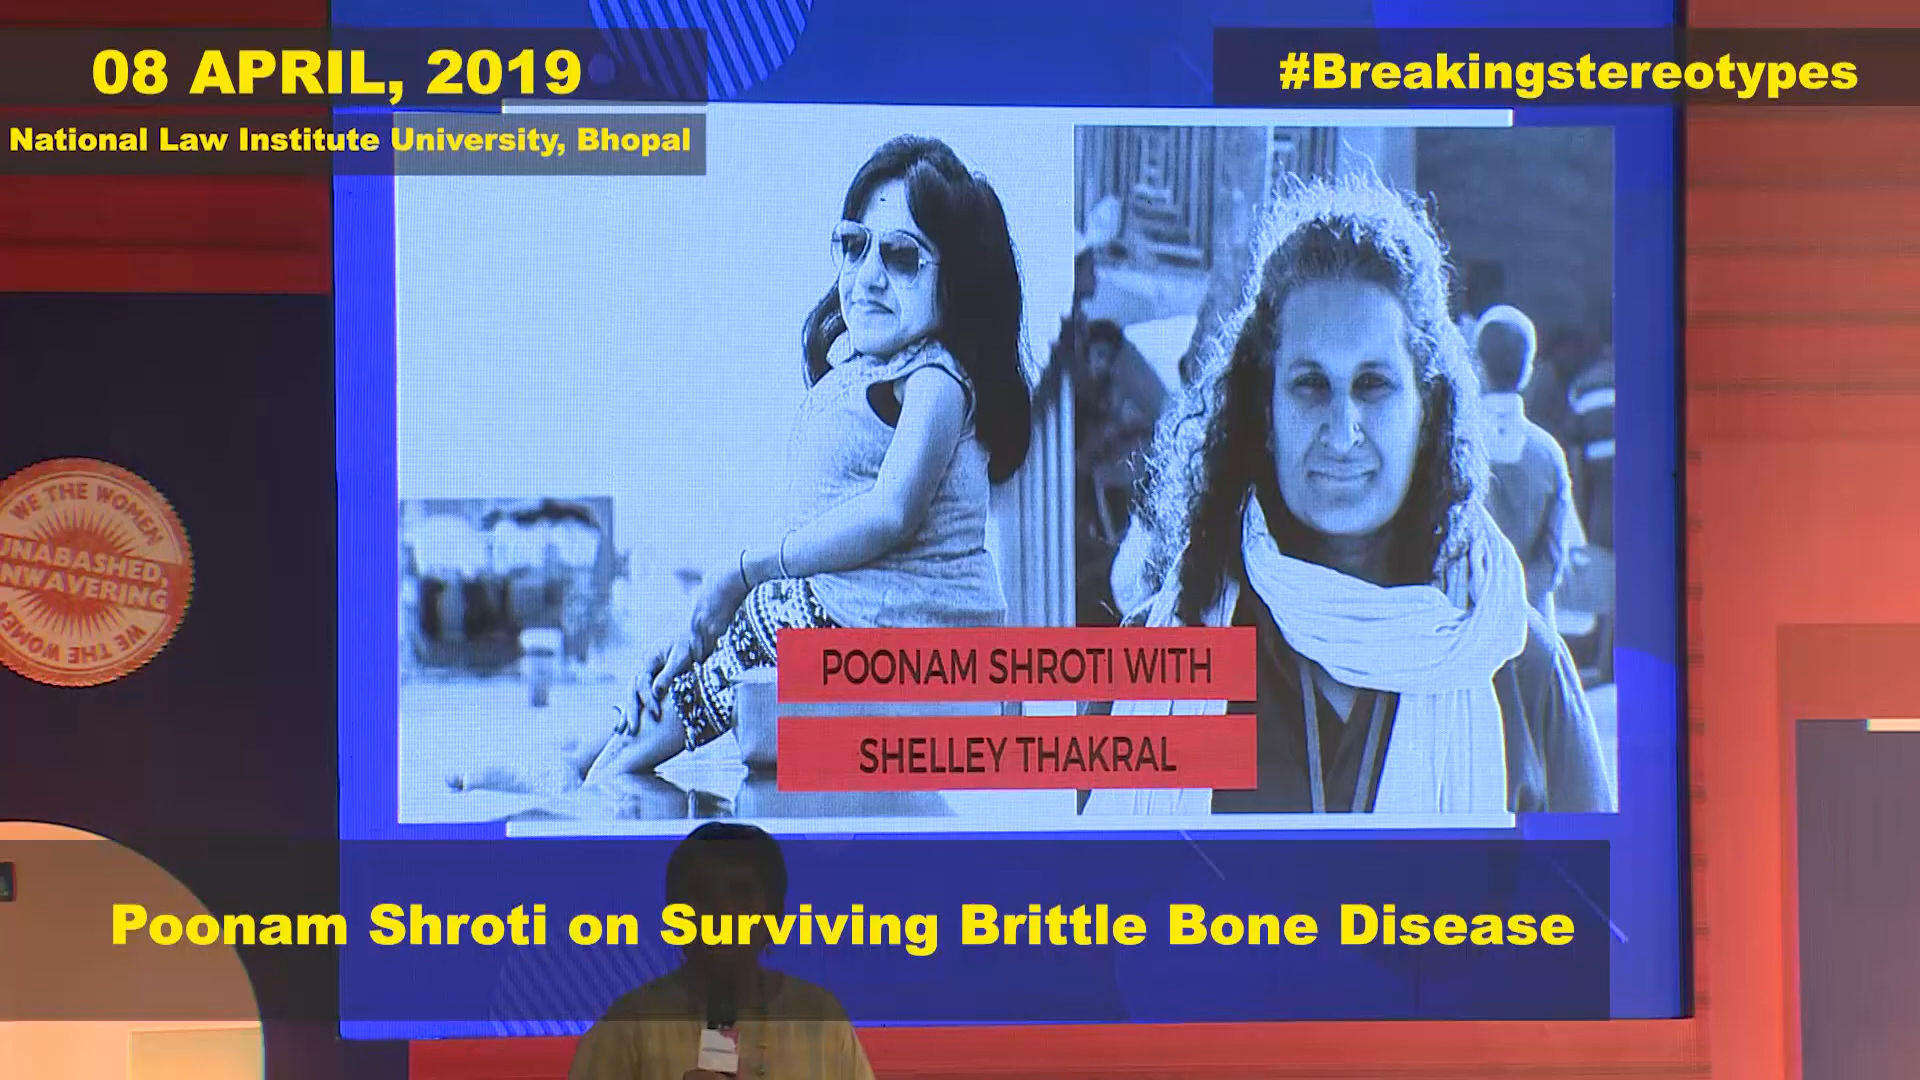 08 APRIL, 2019
#Breakingstereotypes
National Law Institute University, Bhopal
WE THE WOMEN
UNABASHED,
UNWAVERING
WE THE WOMEN
POONAM SHROTI WITH
SHELLEY THAKRAL
Poonam Shroti on Surviving Brittle Bone Disease